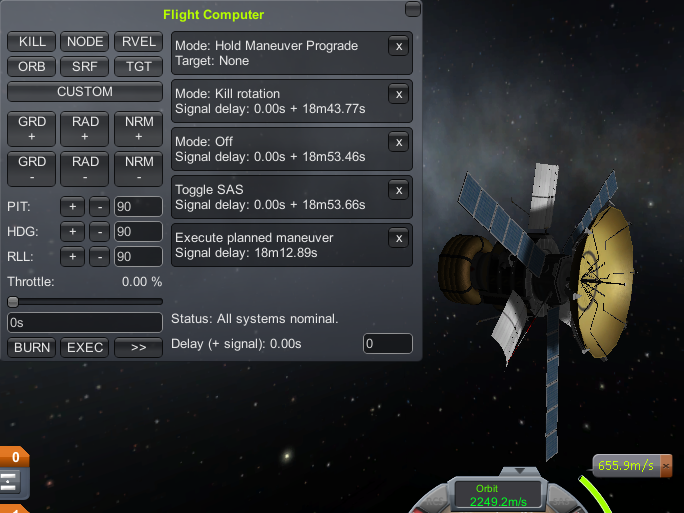 Flight Computer
KILL NODE RVEL
ORB SRF TGT
CUSTOM
GRD + RAD + NRM +
GRD - RAD - NRM -
PIT: + - 90
HDG: + - 90
RLL: + - 90
Throttle: 0.00 %
0s
BURN EXEC >>
Mode: Hold Maneuver Prograde x
Target: None
Mode: Kill rotation x
Signal delay: 0.00s + 18m43.77s
Mode: Off x
Signal delay: 0.00s + 18m53.46s
Toggle SAS x
Signal delay: 0.00s + 18m53.66s
Execute planned maneuver x
Signal delay: 18m12.89s
Status: All systems nominal.
Delay (+ signal): 0.00s 0
0
655.9m/s ×
Orbit
2249.2m/s